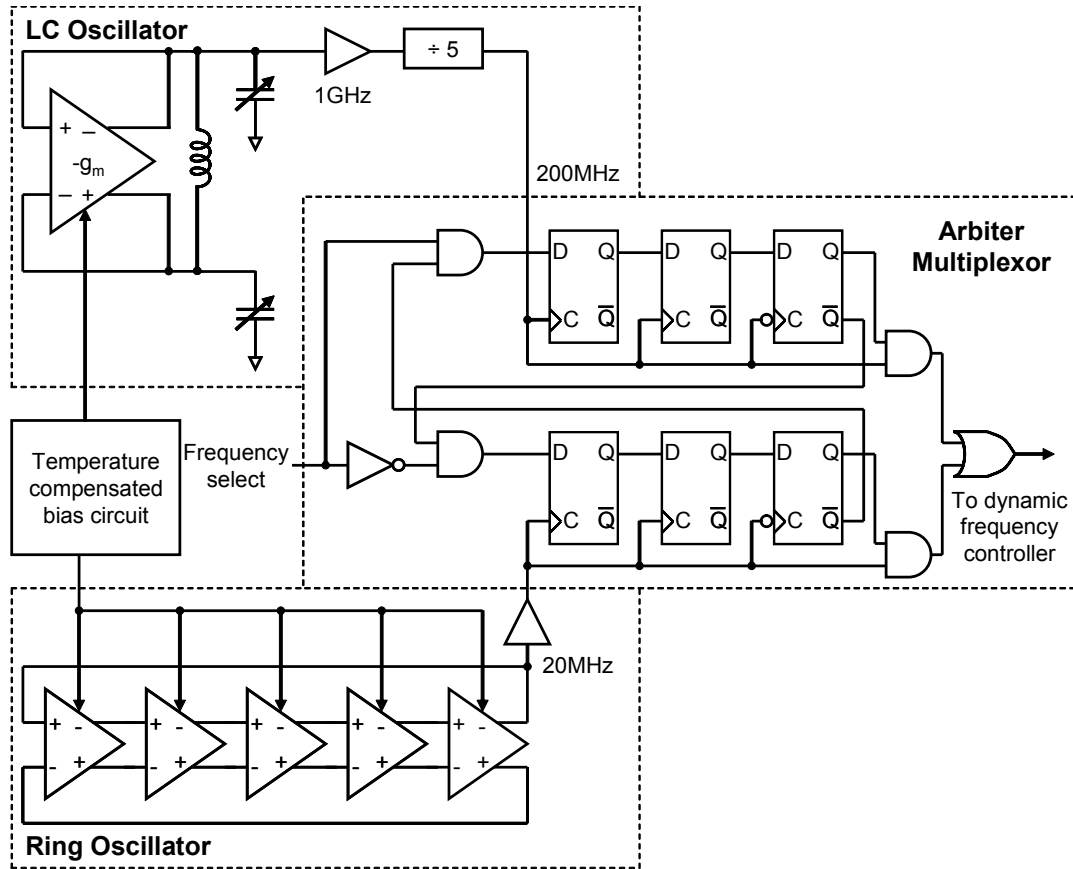 LC Oscillator
÷ 5
1GHz
+ –
-gm
– +
200MHz
Arbiter
Multiplexor
D Q
D Q
D Q
C Q̅
C Q̅
C Q̅
Frequency
select
Temperature
compensated
bias circuit
D Q
D Q
D Q
C Q̅
C Q̅
C Q̅
To dynamic
frequency
controller
20MHz
+ -
+ -
+ -
+ -
+ -
- +
- +
- +
- +
- +
Ring Oscillator